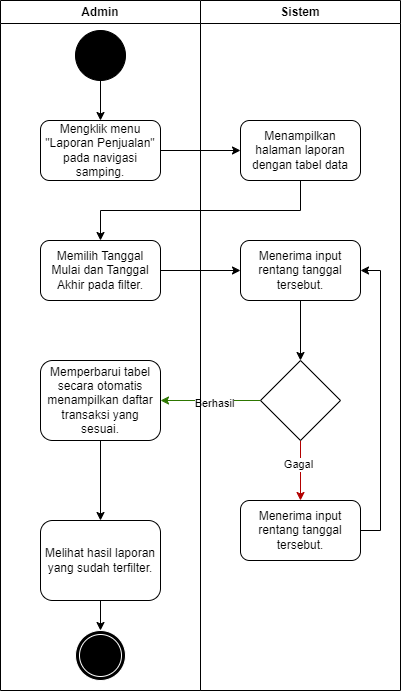 Admin
Sistem
Mengklik menu
"Laporan Penjualan"
pada navigasi
samping.
Menampilkan
halaman laporan
dengan tabel data
Memilih Tanggal
Mulai dan Tanggal
Akhir pada filter.
Menerima input
rentang tanggal
tersebut.
Memperbarui tabel
secara otomatis
menampilkan daftar
transaksi yang
sesuai.
Berhasil
Gagal
Menerima input
rentang tanggal
tersebut.
Melihat hasil laporan
yang sudah terfilter.